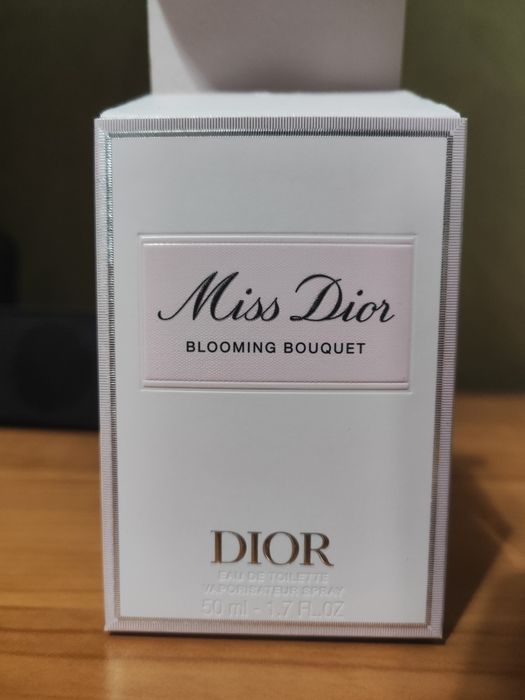 Miss Dior
BLOOMING BOUQUET
DIOR
EAU DE TOILETTE
VAPORISATEUR SPRAY
50 ml - 1.7 FL.OZ